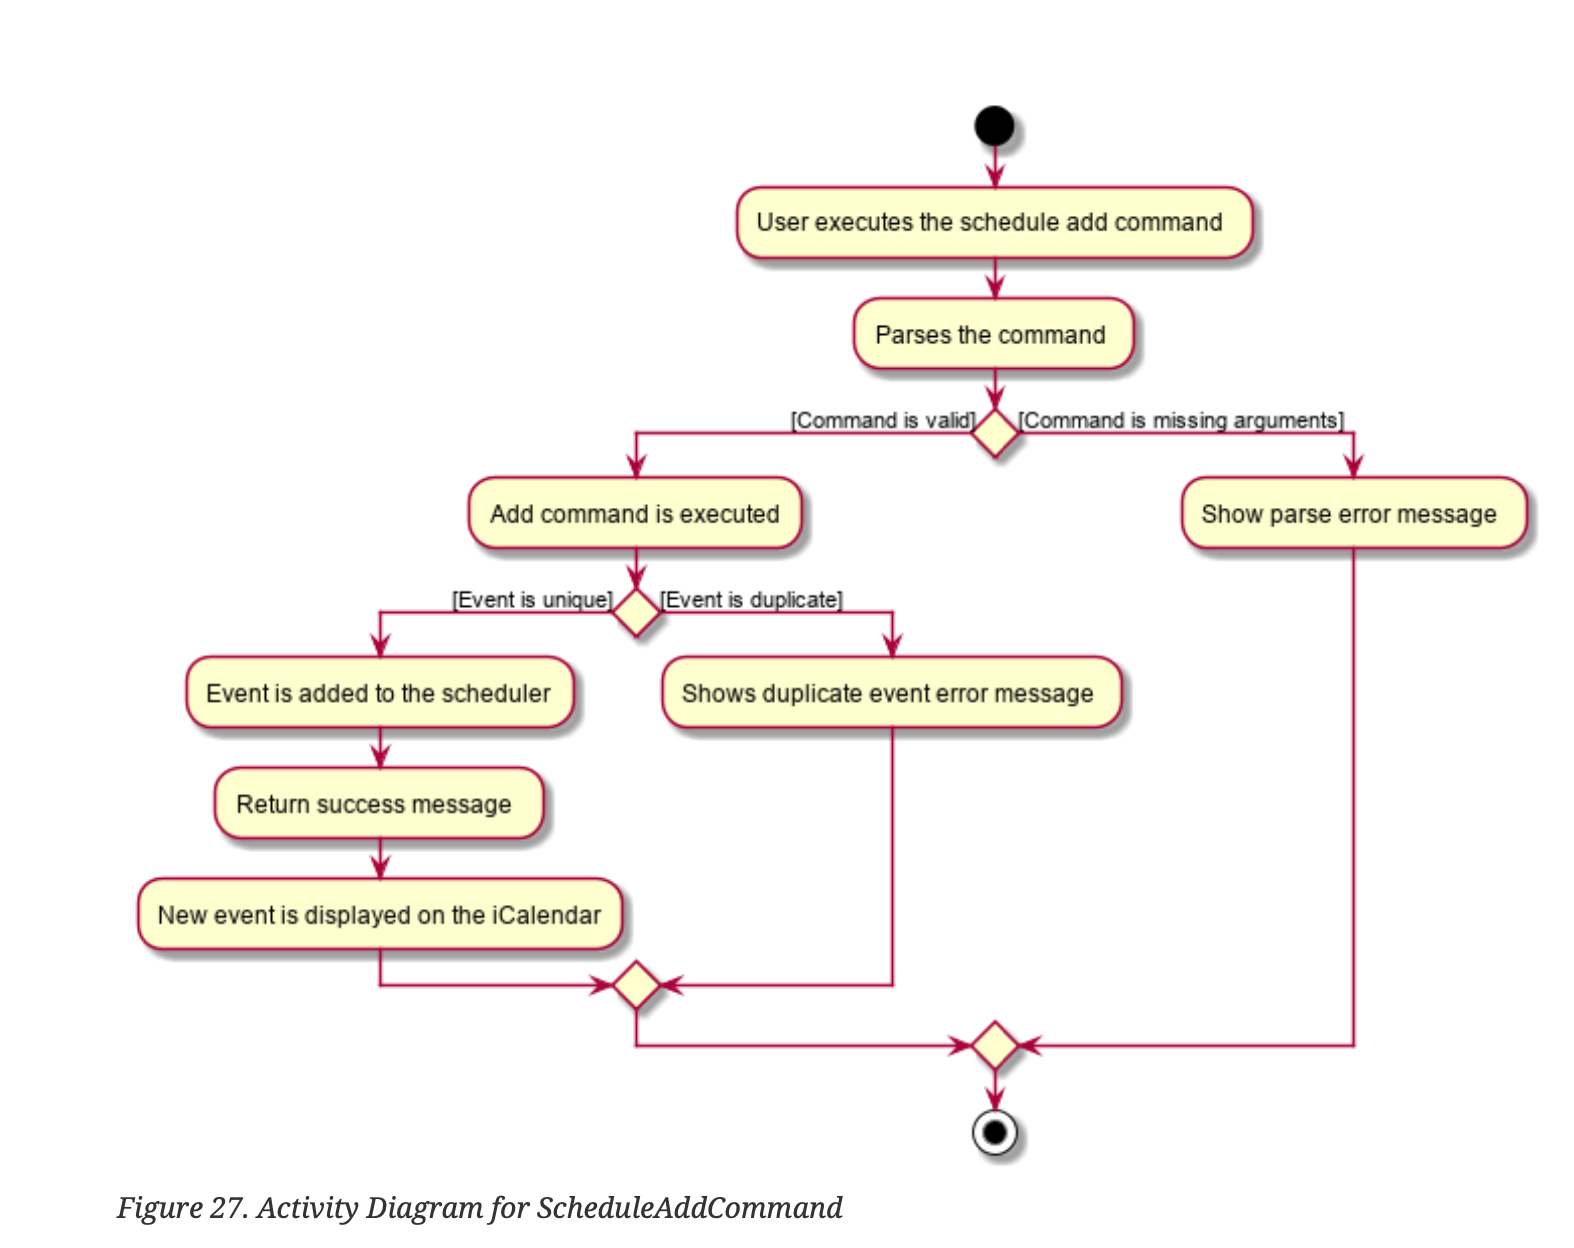 User executes the schedule add command
Parses the command
[Command is valid]
[Command is missing arguments]
Add command is executed
Show parse error message
[Event is unique]
[Event is duplicate]
Event is added to the scheduler
Shows duplicate event error message
Return success message
New event is displayed on the iCalendar
Figure 27. Activity Diagram for ScheduleAddCommand